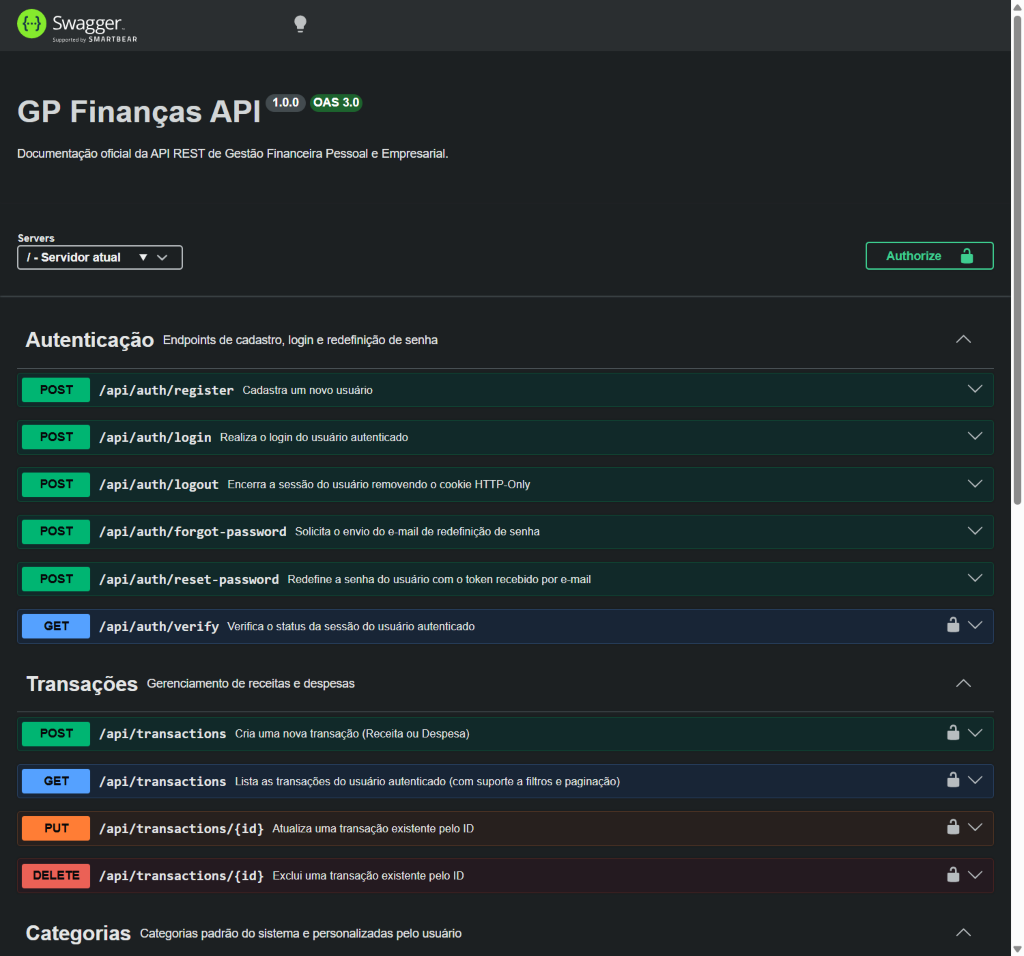 {···} Swagger
Supported by SMARTBEAR
GP Finanças API 1.0.0 OAS 3.0
Documentação oficial da API REST de Gestão Financeira Pessoal e Empresarial.
Servers
/ - Servidor atual
Authorize
Autenticação Endpoints de cadastro, login e redefinição de senha
POST /api/auth/register Cadastra um novo usuário
POST /api/auth/login Realiza o login do usuário autenticado
POST /api/auth/logout Encerra a sessão do usuário removendo o cookie HTTP-Only
POST /api/auth/forgot-password Solicita o envio do e-mail de redefinição de senha
POST /api/auth/reset-password Redefine a senha do usuário com o token recebido por e-mail
GET /api/auth/verify Verifica o status da sessão do usuário autenticado
Transações Gerenciamento de receitas e despesas
POST /api/transactions Cria uma nova transação (Receita ou Despesa)
GET /api/transactions Lista as transações do usuário autenticado (com suporte a filtros e paginação)
PUT /api/transactions/{id} Atualiza uma transação existente pelo ID
DELETE /api/transactions/{id} Exclui uma transação existente pelo ID
Categorias Categorias padrão do sistema e personalizadas pelo usuário